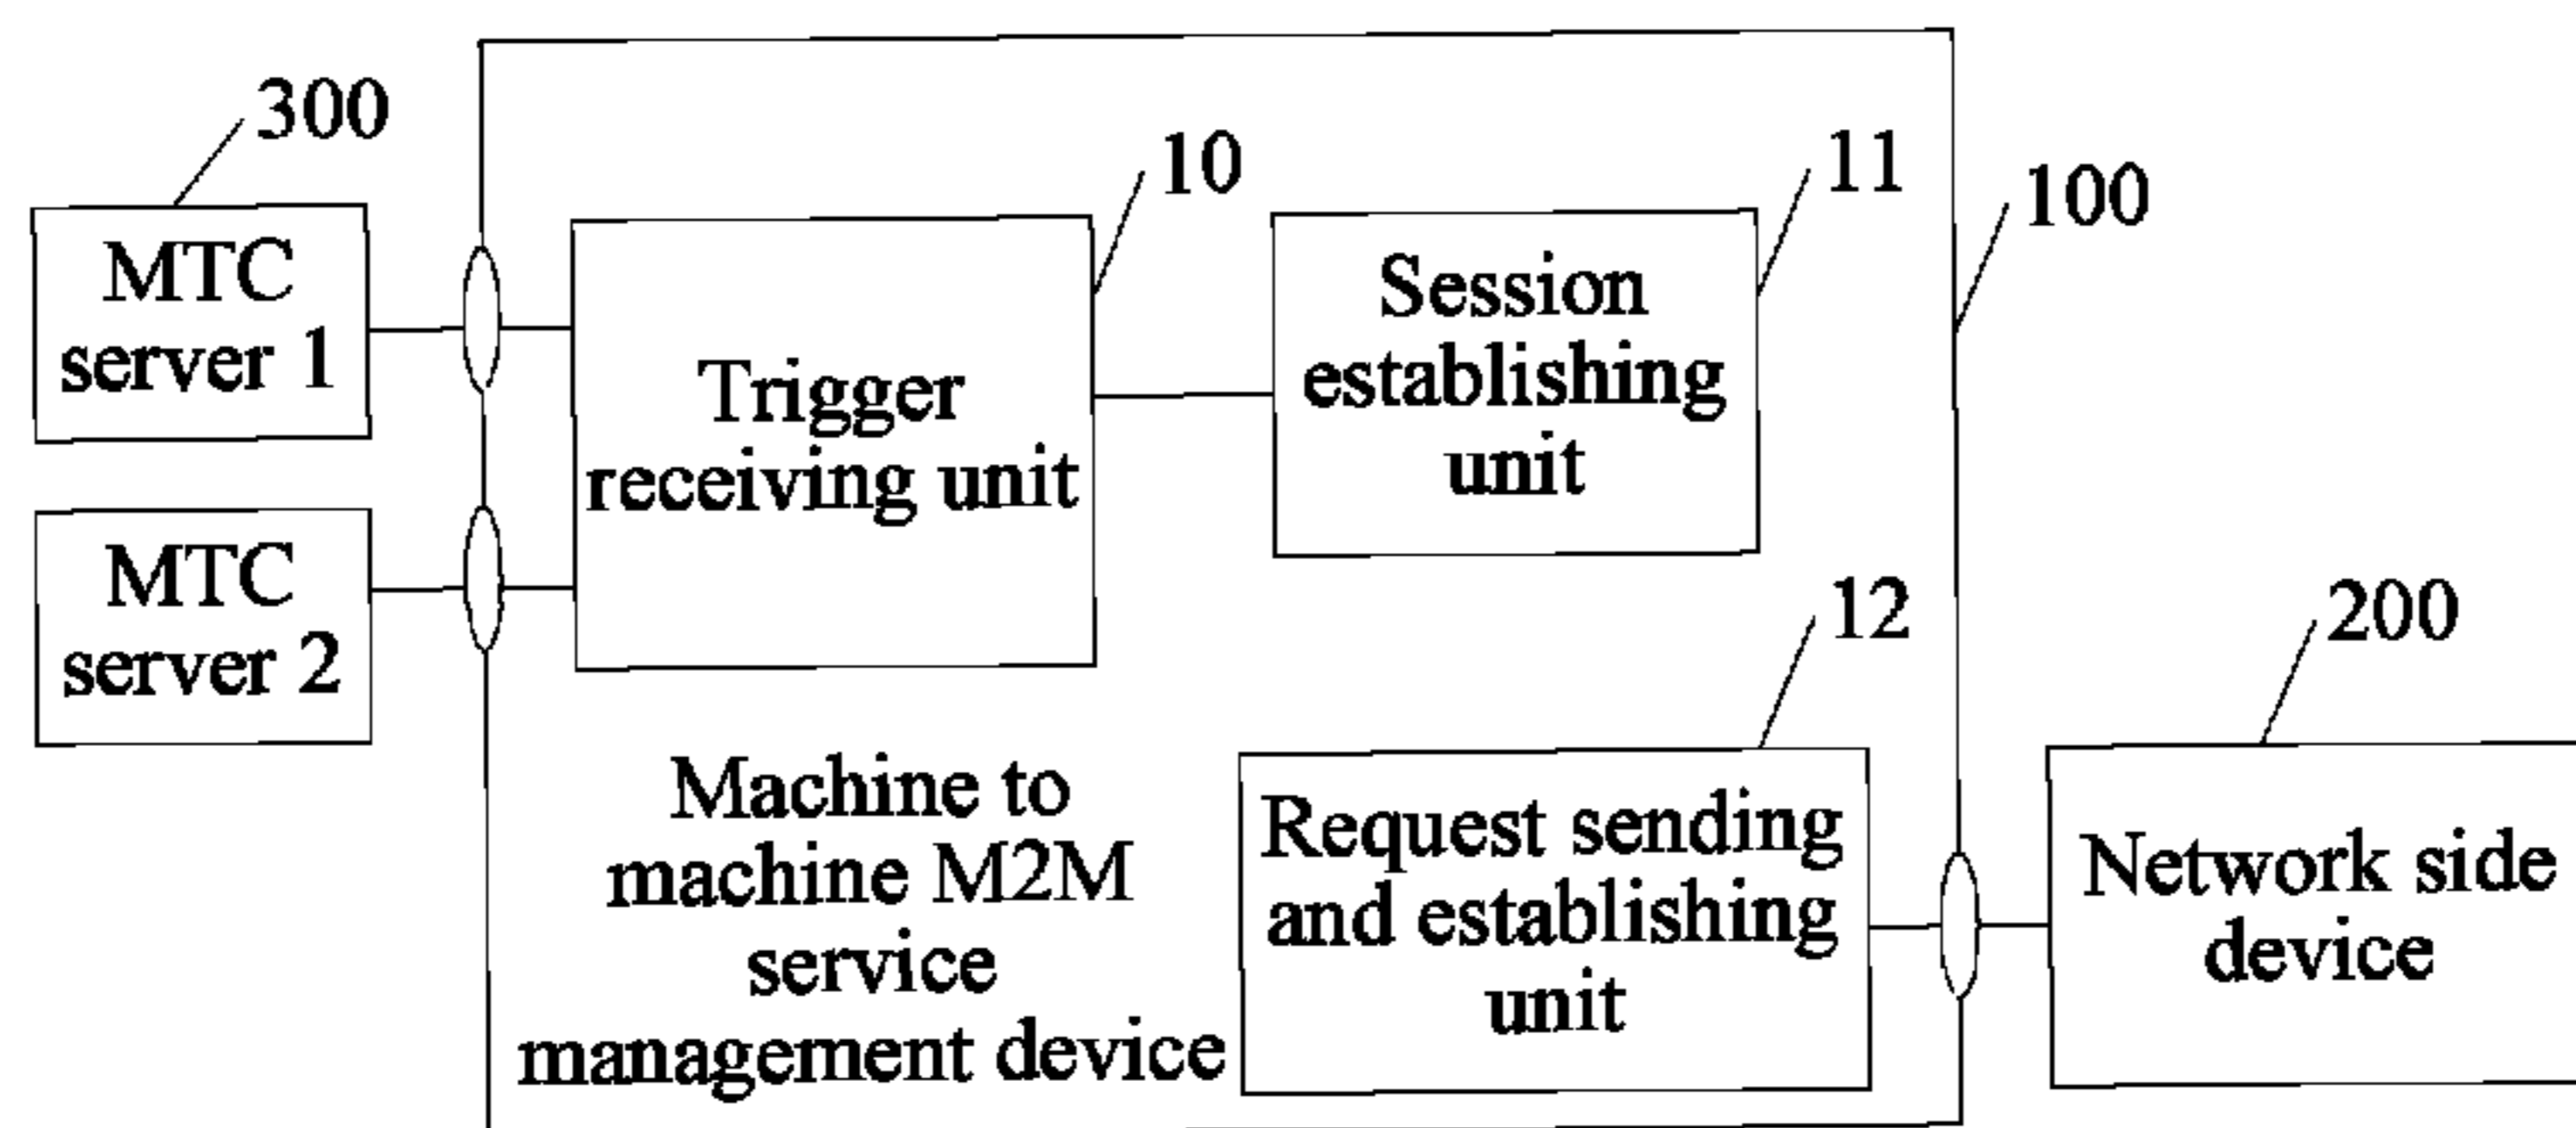 300
10
11
100
MTC
server 1
Trigger
receiving unit
Session
establishing
unit
MTC
server 2
12
200
Machine to
machine M2M
service
management device
Request sending
and establishing
unit
Network side
device